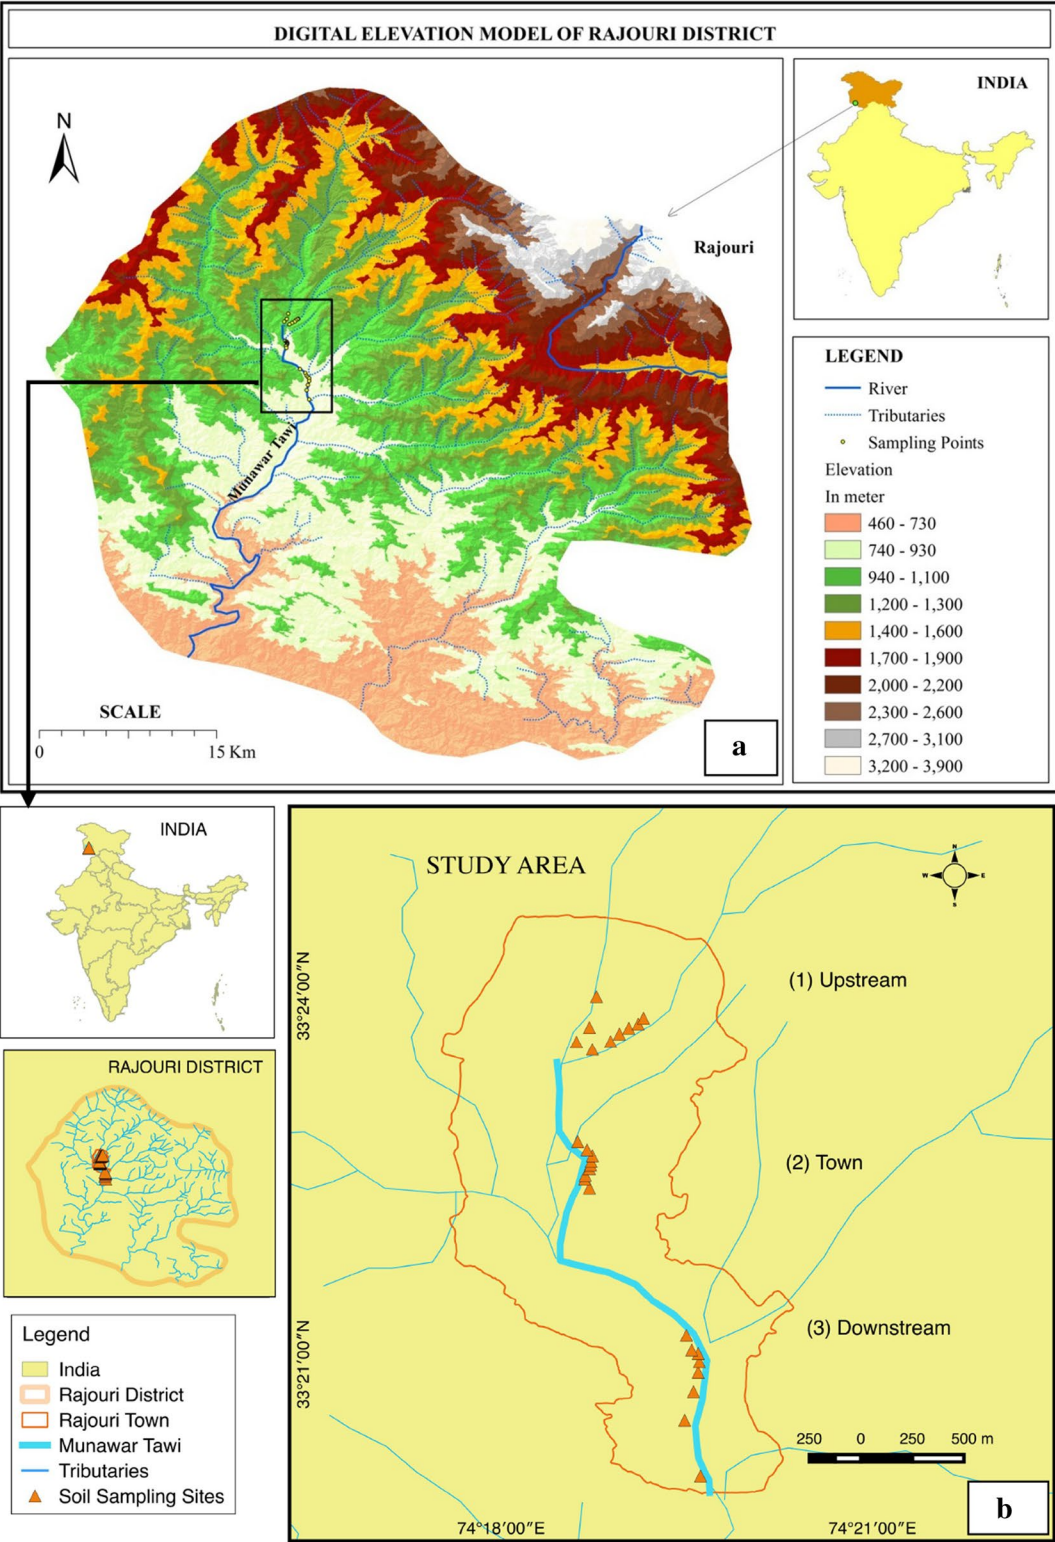 DIGITAL ELEVATION MODEL OF RAJOURI DISTRICT
N
INDIA
Rajouri
Munawar Tawi
LEGEND
River
Tributaries
Sampling Points
Elevation
In meter
460 - 730
740 - 930
940 - 1,100
1,200 - 1,300
1,400 - 1,600
1,700 - 1,900
2,000 - 2,200
2,300 - 2,600
2,700 - 3,100
3,200 - 3,900
SCALE
0 15 Km
a
INDIA
RAJOURI DISTRICT
Legend
India
Rajouri District
Rajouri Town
Munawar Tawi
Tributaries
Soil Sampling Sites
STUDY AREA
N
W E
S
33°24′00″N
(1) Upstream
(2) Town
(3) Downstream
33°21′00″N
250 0 250 500 m
74°18′00″E 74°21′00″E
b